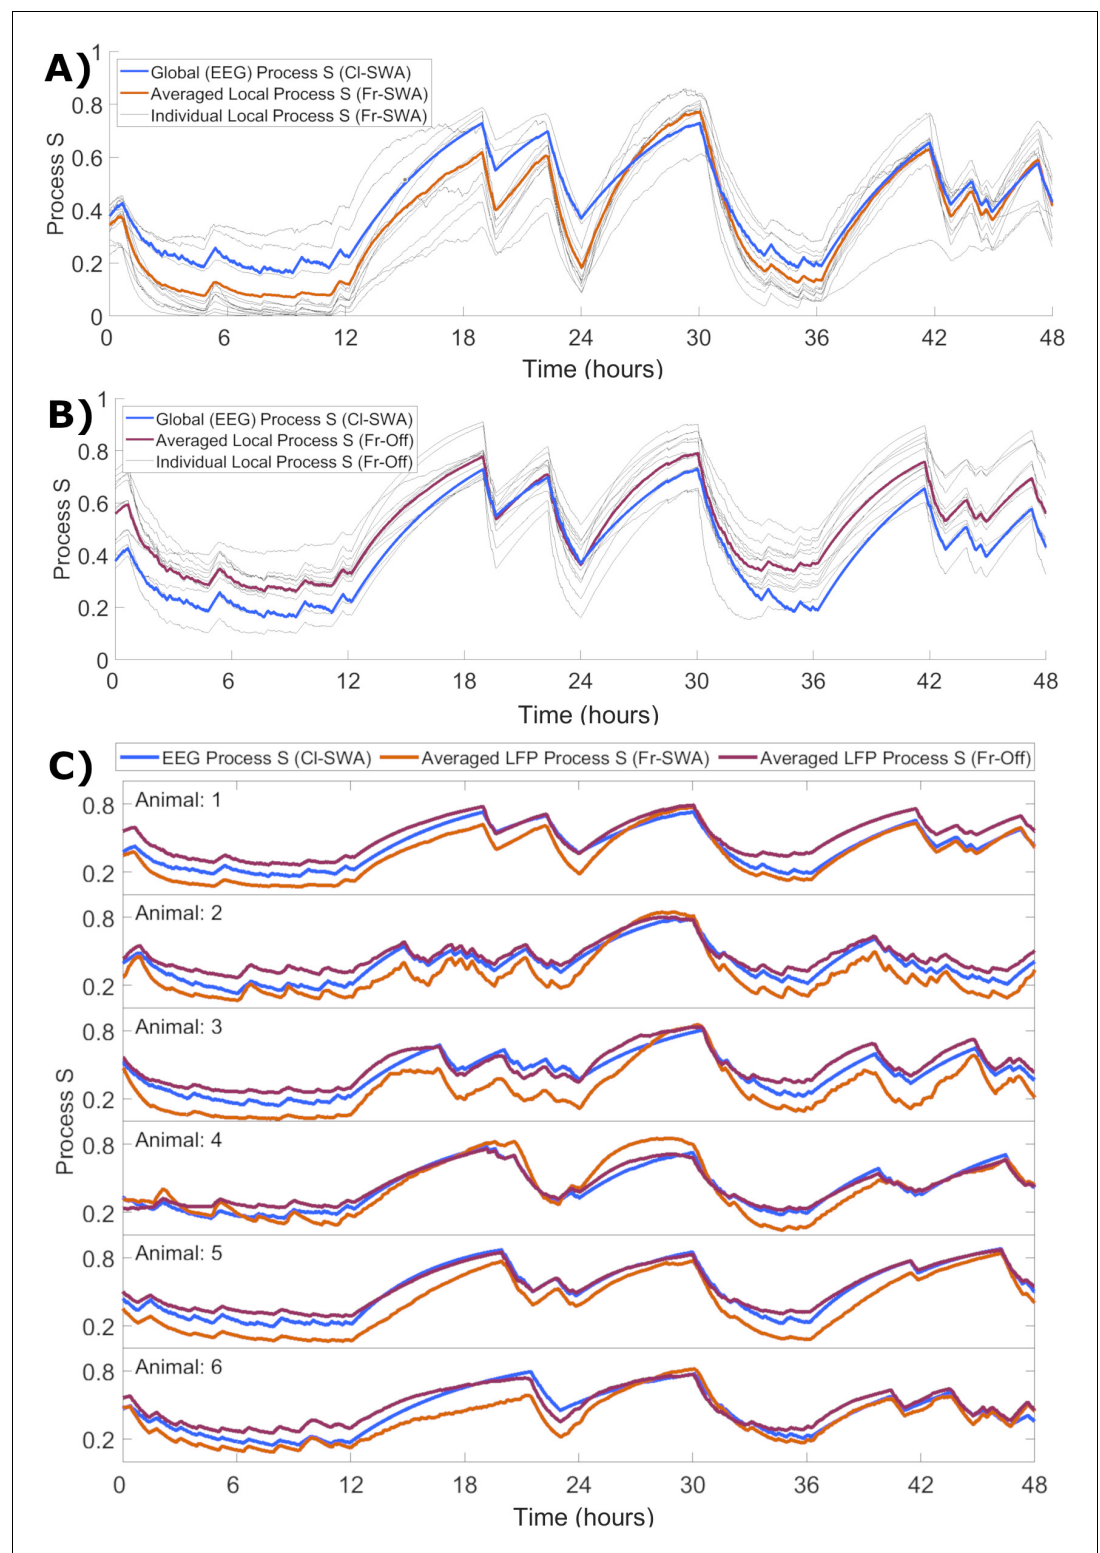 A)
Global (EEG) Process S (Cl-SWA)
Averaged Local Process S (Fr-SWA)
Individual Local Process S (Fr-SWA)
Process S
1
0.8
0.6
0.4
0.2
0
0 6 12 18 24 30 36 42 48
Time (hours)
B)
Global (EEG) Process S (Cl-SWA)
Averaged Local Process S (Fr-Off)
Individual Local Process S (Fr-Off)
Process S
1
0.8
0.6
0.4
0.2
0
0 6 12 18 24 30 36 42 48
Time (hours)
C)
EEG Process S (Cl-SWA) Averaged LFP Process S (Fr-SWA) Averaged LFP Process S (Fr-Off)
Process S
Animal: 1
0.8
0.2
Animal: 2
0.8
0.2
Animal: 3
0.8
0.2
Animal: 4
0.8
0.2
Animal: 5
0.8
0.2
Animal: 6
0.8
0.2
0 6 12 18 24 30 36 42 48
Time (hours)